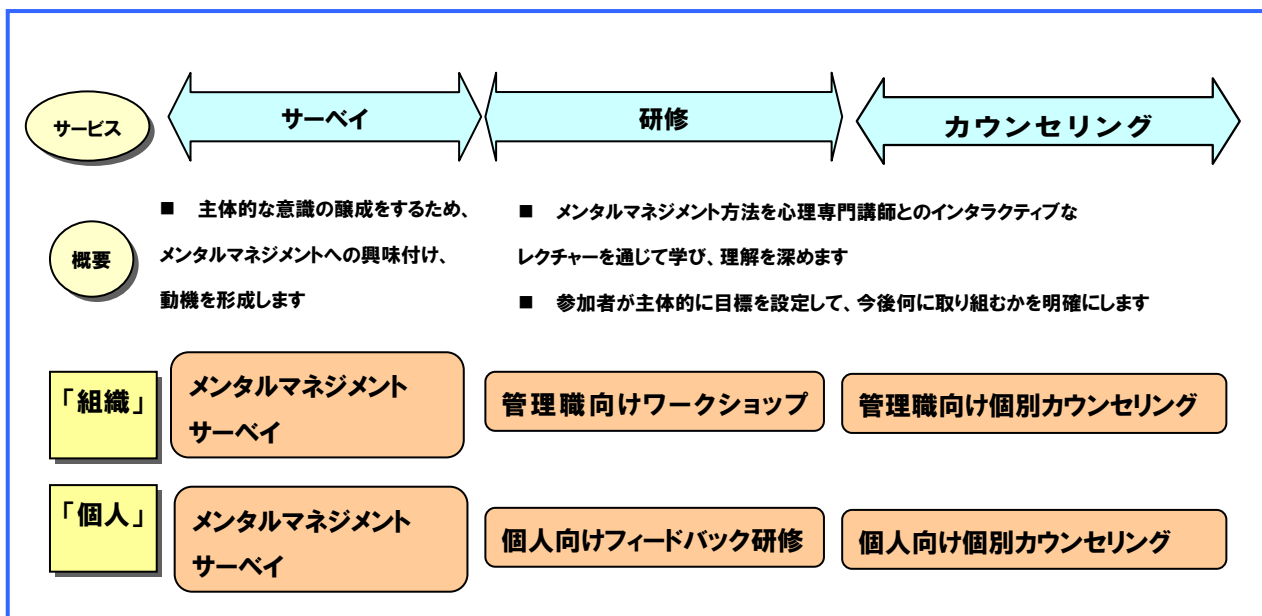 サービス
サーベイ
研修
カウンセリング
概要
■ 主体的な意識の醸成をするため、
メンタルマネジメントへの興味付け、
動機を形成します
■ メンタルマネジメント方法を心理専門講師とのインタラクティブな
レクチャーを通じて学び、理解を深めます
■ 参加者が主体的に目標を設定して、今後何に取り組むかを明確にします
「組織」
メンタルマネジメント
サーベイ
管理職向けワークショップ
管理職向け個別カウンセリング
「個人」
メンタルマネジメント
サーベイ
個人向けフィードバック研修
個人向け個別カウンセリング